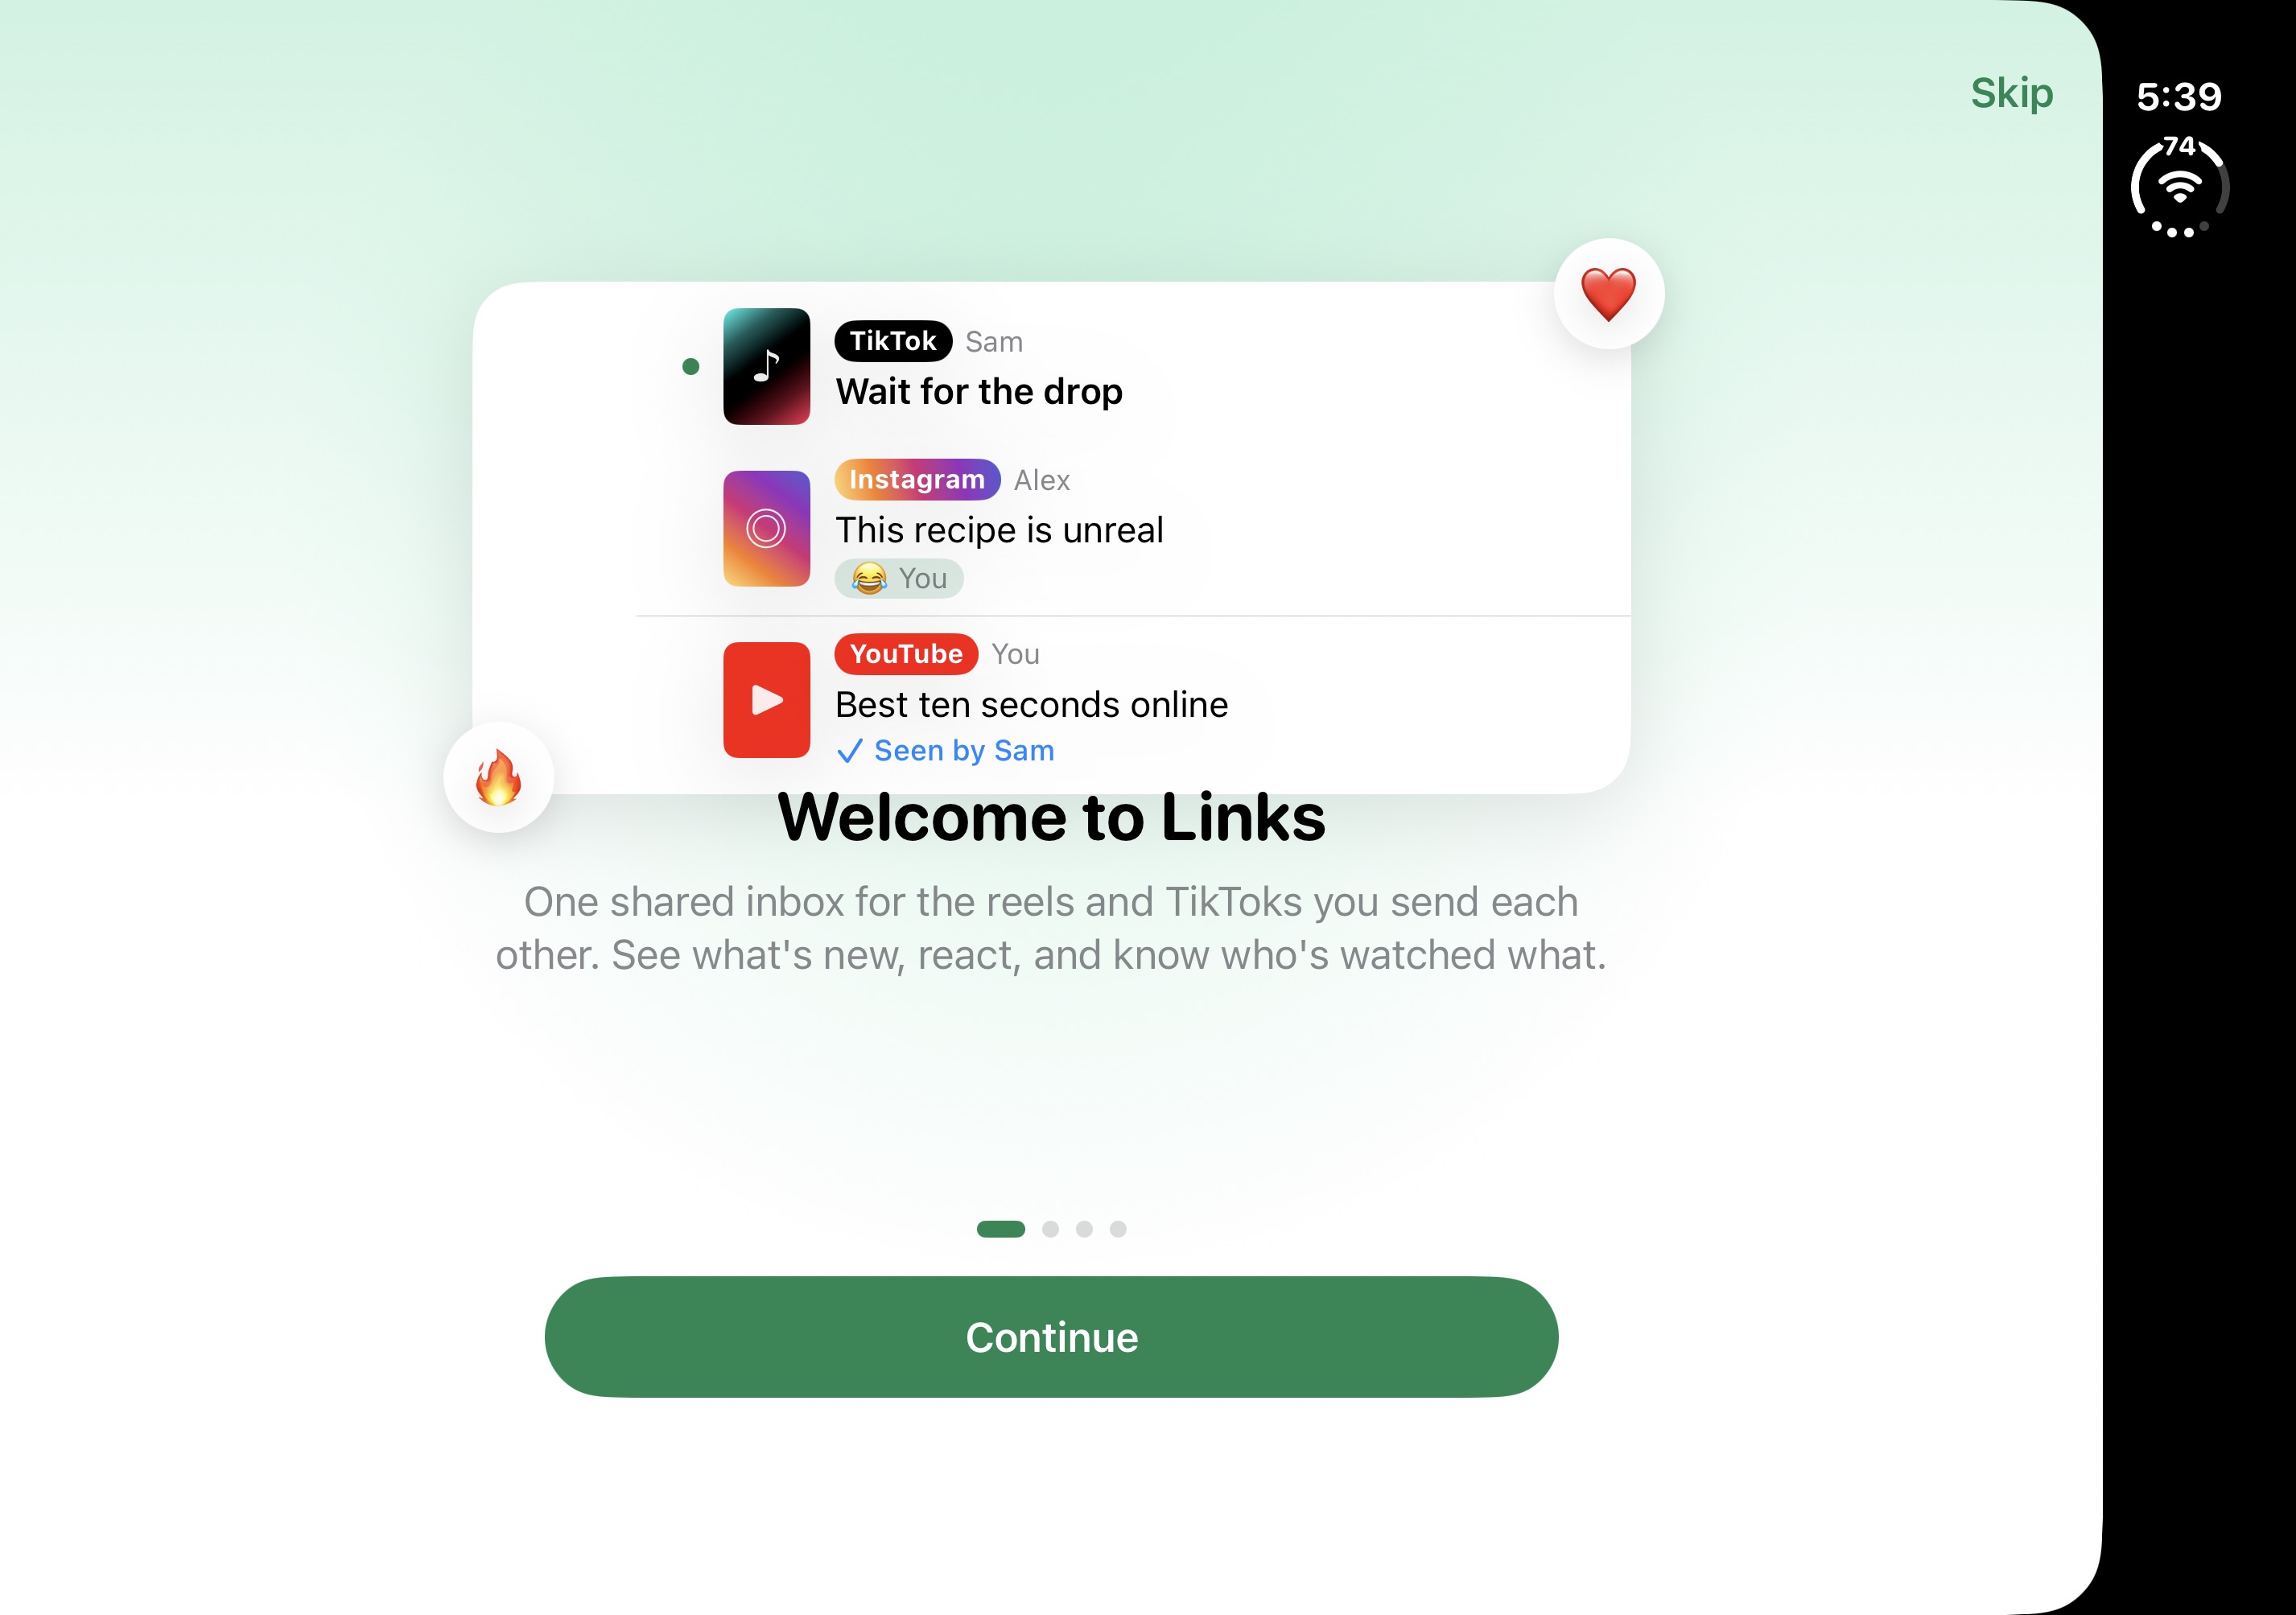 Skip
5:39
74
TikTok Sam
Wait for the drop
Instagram Alex
This recipe is unreal
😂 You
YouTube You
Best ten seconds online
✓ Seen by Sam
Welcome to Links
One shared inbox for the reels and TikToks you send each
other. See what's new, react, and know who's watched what.
Continue